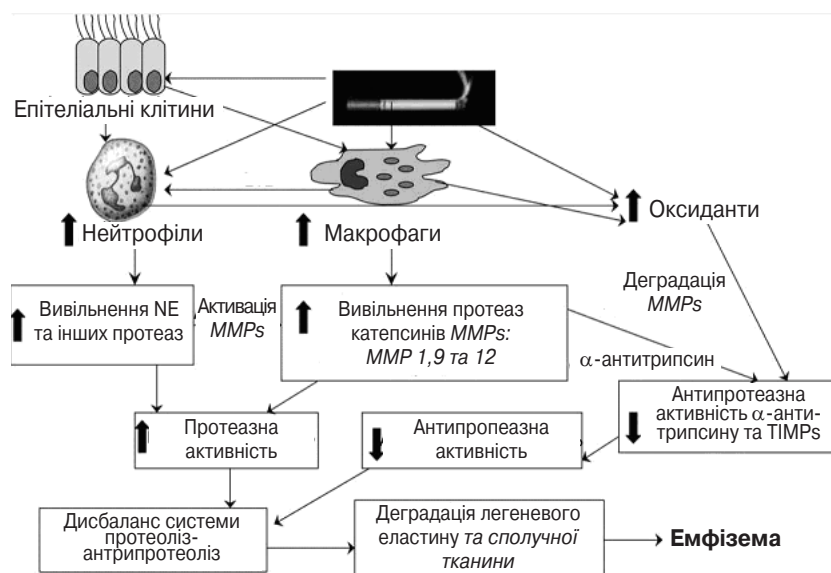 Епітеліальні клітини
Нейтрофіли
Макрофаги
Оксиданти
Деградація
MMPs
Вивільнення NE
та інших протеаз
Активація
MMPs
Вивільнення протеаз
катепсинів MMPs:
MMP 1,9 та 12
α-антитрипсин
Антипротеазна
активність α-анти-
трипсину та TIMPs
Протеазна
активність
Антипропеазна
активність
Дисбаланс системи
протеоліз-
антрипротеоліз
Деградація легеневого
еластину та сполучної
тканини
Емфізема